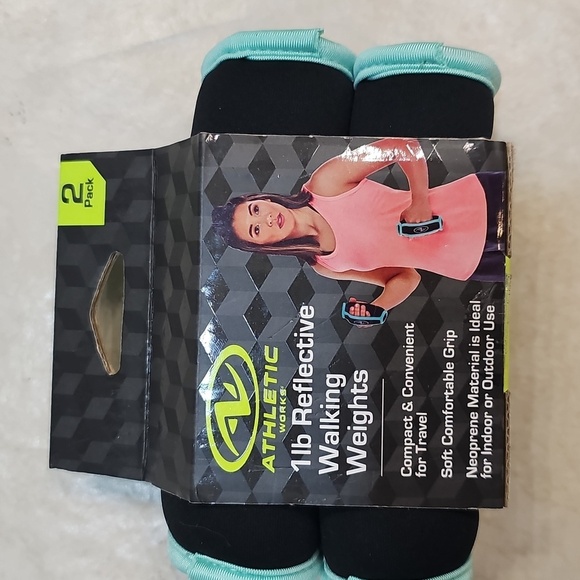 2
Pack
ATHLETIC
WORKS
1lb Reflective
Walking
Weights
Compact & Convenient
for Travel
Soft Comfortable Grip
Neoprene Material is Ideal
for Indoor or Outdoor Use